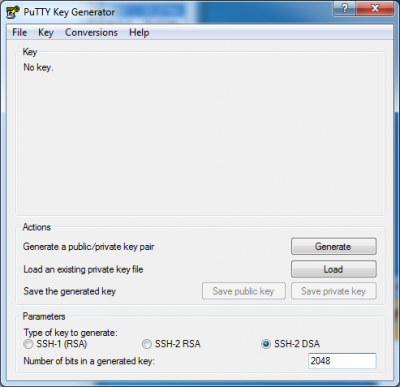 PuTTY Key Generator
File Key Conversions Help
Key
No key.
Actions
Generate a public/private key pair Generate
Load an existing private key file Load
Save the generated key Save public key Save private key
Parameters
Type of key to generate:
SSH-1 (RSA) SSH-2 RSA SSH-2 DSA
Number of bits in a generated key: 2048